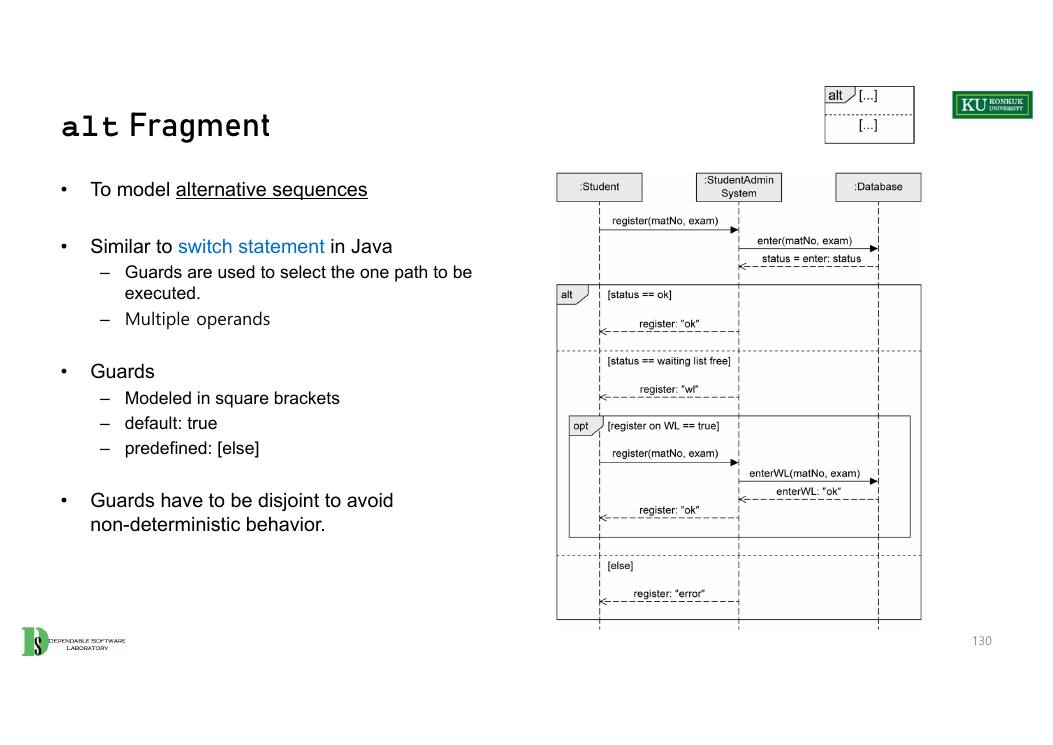 alt Fragment
alt [...]
[...]
KU KONKUK
UNIVERSITY
• To model alternative sequences
• Similar to switch statement in Java
– Guards are used to select the one path to be
executed.
– Multiple operands
• Guards
– Modeled in square brackets
– default: true
– predefined: [else]
• Guards have to be disjoint to avoid
non-deterministic behavior.
:Student
:StudentAdmin
System
:Database
register(matNo, exam)
enter(matNo, exam)
status = enter: status
alt [status == ok]
register: "ok"
[status == waiting list free]
register: "wl"
opt [register on WL == true]
register(matNo, exam)
enterWL(matNo, exam)
enterWL: "ok"
register: "ok"
[else]
register: "error"
DS DEPENDABLE SOFTWARE
LABORATORY
130